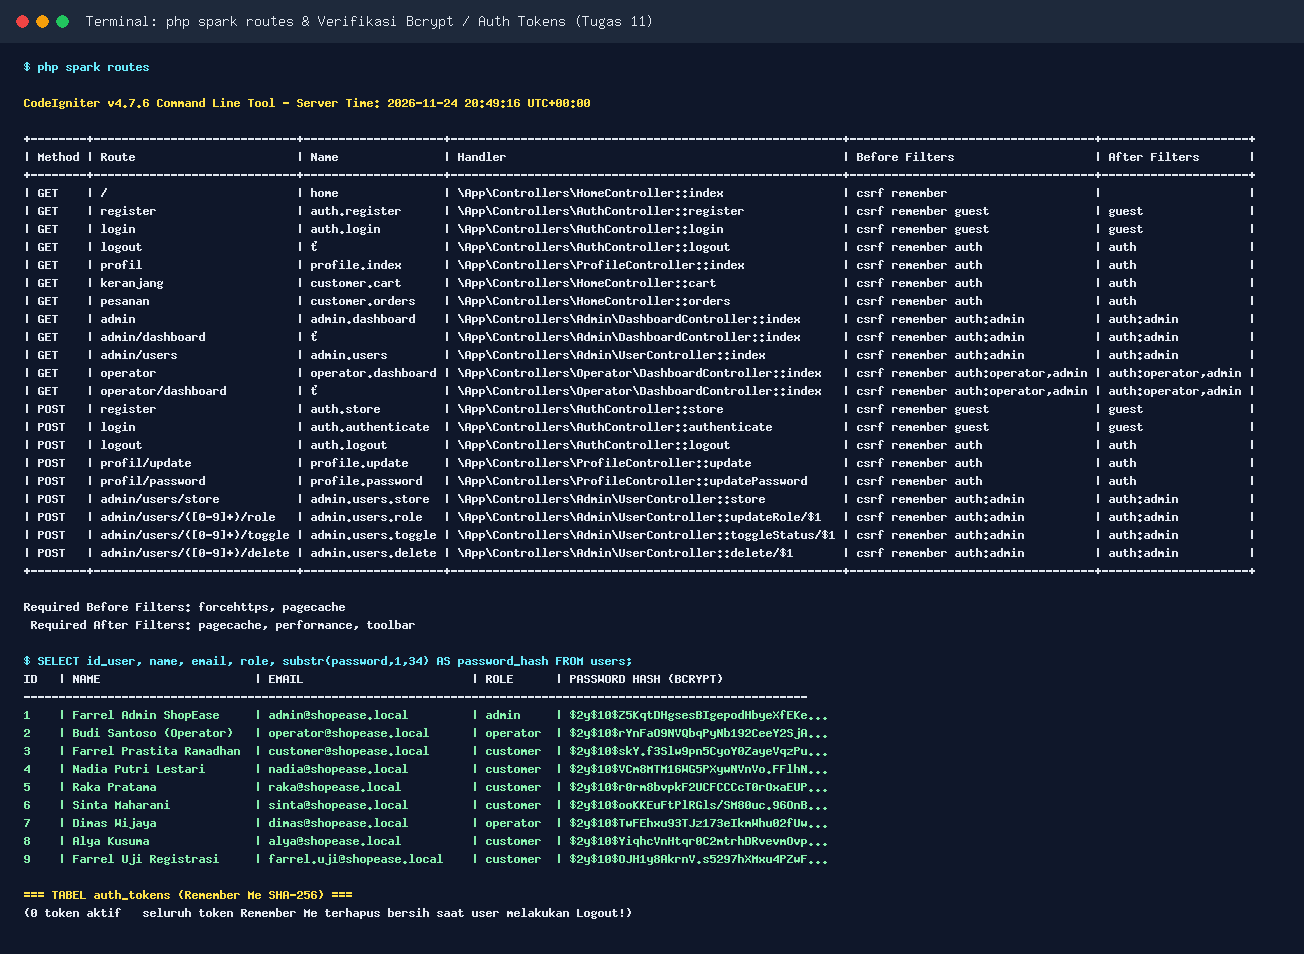 Terminal: php spark routes & Verifikasi Bcrypt / Auth Tokens (Tugas 11)
$ php spark routes
CodeIgniter v4.7.6 Command Line Tool - Server Time: 2026-11-24 20:49:16 UTC+00:00
+--------+-----------------------------+--------------------+--------------------------------------------------------+-----------------------------------+---------------------+
| Method | Route | Name | Handler | Before Filters | After Filters |
+--------+-----------------------------+--------------------+--------------------------------------------------------+-----------------------------------+---------------------+
| GET | / | home | \App\Controllers\HomeController::index | csrf remember | |
| GET | register | auth.register | \App\Controllers\AuthController::register | csrf remember guest | guest |
| GET | login | auth.login | \App\Controllers\AuthController::login | csrf remember guest | guest |
| GET | logout | | \App\Controllers\AuthController::logout | csrf remember auth | auth |
| GET | profil | profile.index | \App\Controllers\ProfileController::index | csrf remember auth | auth |
| GET | keranjang | customer.cart | \App\Controllers\HomeController::cart | csrf remember auth | auth |
| GET | pesanan | customer.orders | \App\Controllers\HomeController::orders | csrf remember auth | auth |
| GET | admin | admin.dashboard | \App\Controllers\Admin\DashboardController::index | csrf remember auth:admin | auth:admin |
| GET | admin/dashboard | | \App\Controllers\Admin\DashboardController::index | csrf remember auth:admin | auth:admin |
| GET | admin/users | admin.users | \App\Controllers\Admin\UserController::index | csrf remember auth:admin | auth:admin |
| GET | operator | operator.dashboard | \App\Controllers\Operator\DashboardController::index | csrf remember auth:operator,admin | auth:operator,admin |
| GET | operator/dashboard | | \App\Controllers\Operator\DashboardController::index | csrf remember auth:operator,admin | auth:operator,admin |
| POST | register | auth.store | \App\Controllers\AuthController::store | csrf remember guest | guest |
| POST | login | auth.authenticate | \App\Controllers\AuthController::authenticate | csrf remember guest | guest |
| POST | logout | auth.logout | \App\Controllers\AuthController::logout | csrf remember auth | auth |
| POST | profil/update | profile.update | \App\Controllers\ProfileController::update | csrf remember auth | auth |
| POST | profil/password | profile.password | \App\Controllers\ProfileController::updatePassword | csrf remember auth | auth |
| POST | admin/users/store | admin.users.store | \App\Controllers\Admin\UserController::store | csrf remember auth:admin | auth:admin |
| POST | admin/users/([0-9]+)/role | admin.users.role | \App\Controllers\Admin\UserController::updateRole/$1 | csrf remember auth:admin | auth:admin |
| POST | admin/users/([0-9]+)/toggle | admin.users.toggle | \App\Controllers\Admin\UserController::toggleStatus/$1 | csrf remember auth:admin | auth:admin |
| POST | admin/users/([0-9]+)/delete | admin.users.delete | \App\Controllers\Admin\UserController::delete/$1 | csrf remember auth:admin | auth:admin |
+--------+-----------------------------+--------------------+--------------------------------------------------------+-----------------------------------+---------------------+
Required Before Filters: forcehttps, pagecache
Required After Filters: pagecache, performance, toolbar
$ SELECT id_user, name, email, role, substr(password,1,34) AS password_hash FROM users;
ID | NAME | EMAIL | ROLE | PASSWORD HASH (BCRYPT)
----------------------------------------------------------------------------------------------------------------
1 | Farrel Admin ShopEase | admin@shopease.local | admin | $2y$10$Z5KqtDHgsesBIgepodHbyeXfEKe...
2 | Budi Santoso (Operator) | operator@shopease.local | operator | $2y$10$rYnFaO9NVQbqPyNb192CeeY2SjA...
3 | Farrel Prastita Ramadhan | customer@shopease.local | customer | $2y$10$skY.f3Slw9pn5CyoY0ZayeVqzPu...
4 | Nadia Putri Lestari | nadia@shopease.local | customer | $2y$10$VCm8MTM16WG5PXywNVnVo.FFlhN...
5 | Raka Pratama | raka@shopease.local | customer | $2y$10$r0rm8bvpkF2UCFCCCcT0rOxaEUP...
6 | Sinta Maharani | sinta@shopease.local | customer | $2y$10$ooKKEuFtPlRGls/SM80uc.96OnB...
7 | Dimas Wijaya | dimas@shopease.local | operator | $2y$10$TwFEhxu93TJz173eIkmWhu02fUw...
8 | Alya Kusuma | alya@shopease.local | customer | $2y$10$YiqhcVnHtqr0C2mtrhDRvevmOvp...
9 | Farrel Uji Registrasi | farrel.uji@shopease.local | customer | $2y$10$OJH1y8AkrnV.s5297hXMxu4PZwF...
=== TABEL auth_tokens (Remember Me SHA-256) ===
(0 token aktif seluruh token Remember Me terhapus bersih saat user melakukan Logout!)